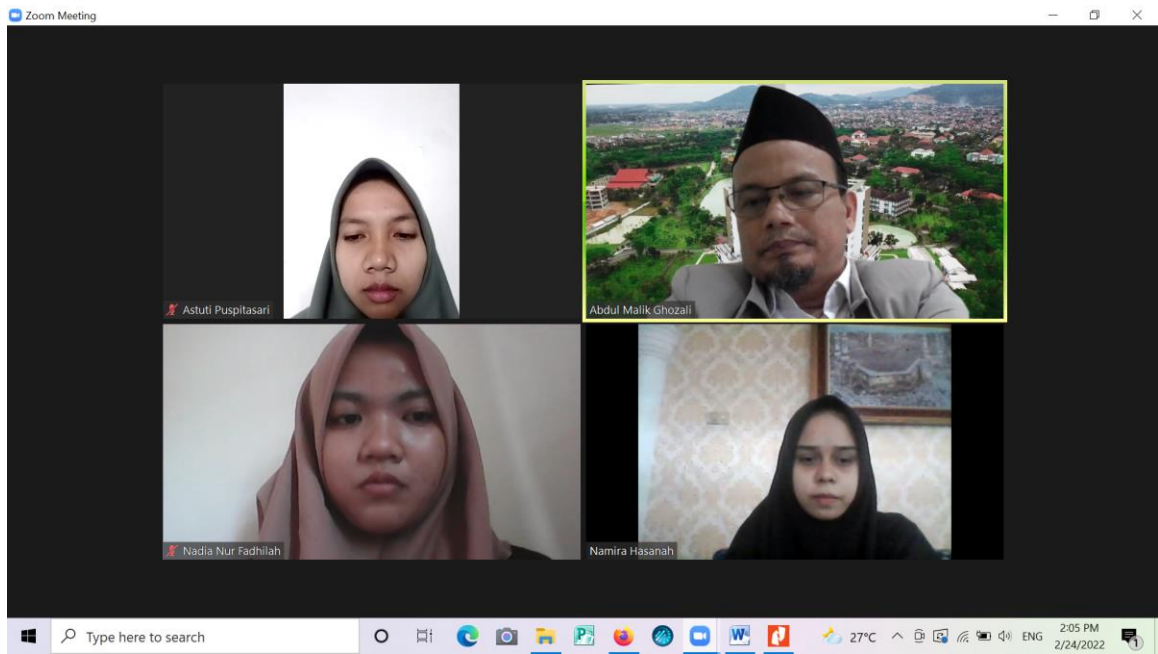 Zoom Meeting
Astuti Puspitasari
Abdul Malik Ghozali
Nadia Nur Fadhilah
Namira Hasanah
Type here to search
27°C
ENG
2:05 PM
2/24/2022
1